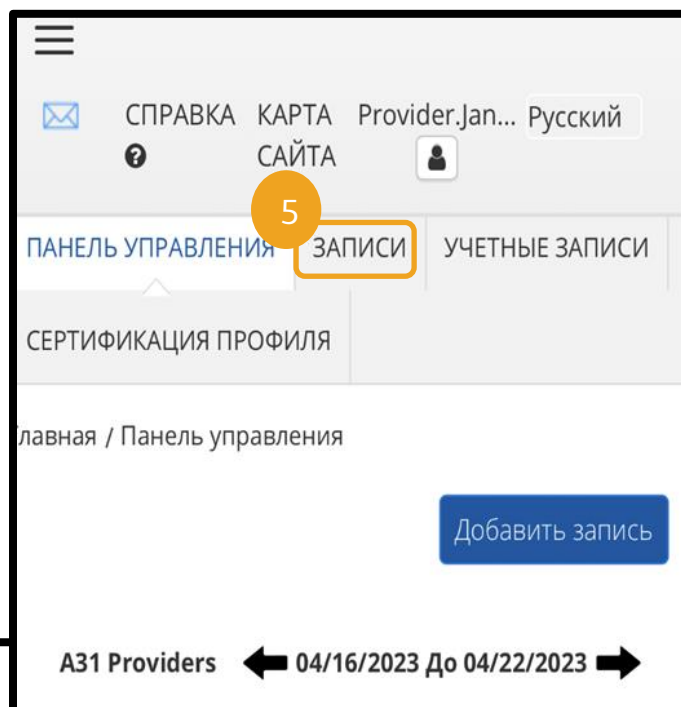 СПРАВКА КАРТА САЙТА Provider.Jan... Русский
5
ПАНЕЛЬ УПРАВЛЕНИЯ ЗАПИСИ УЧЕТНЫЕ ЗАПИСИ
СЕРТИФИКАЦИЯ ПРОФИЛЯ
лавная / Панель управления
Добавить запись
A31 Providers 04/16/2023 До 04/22/2023